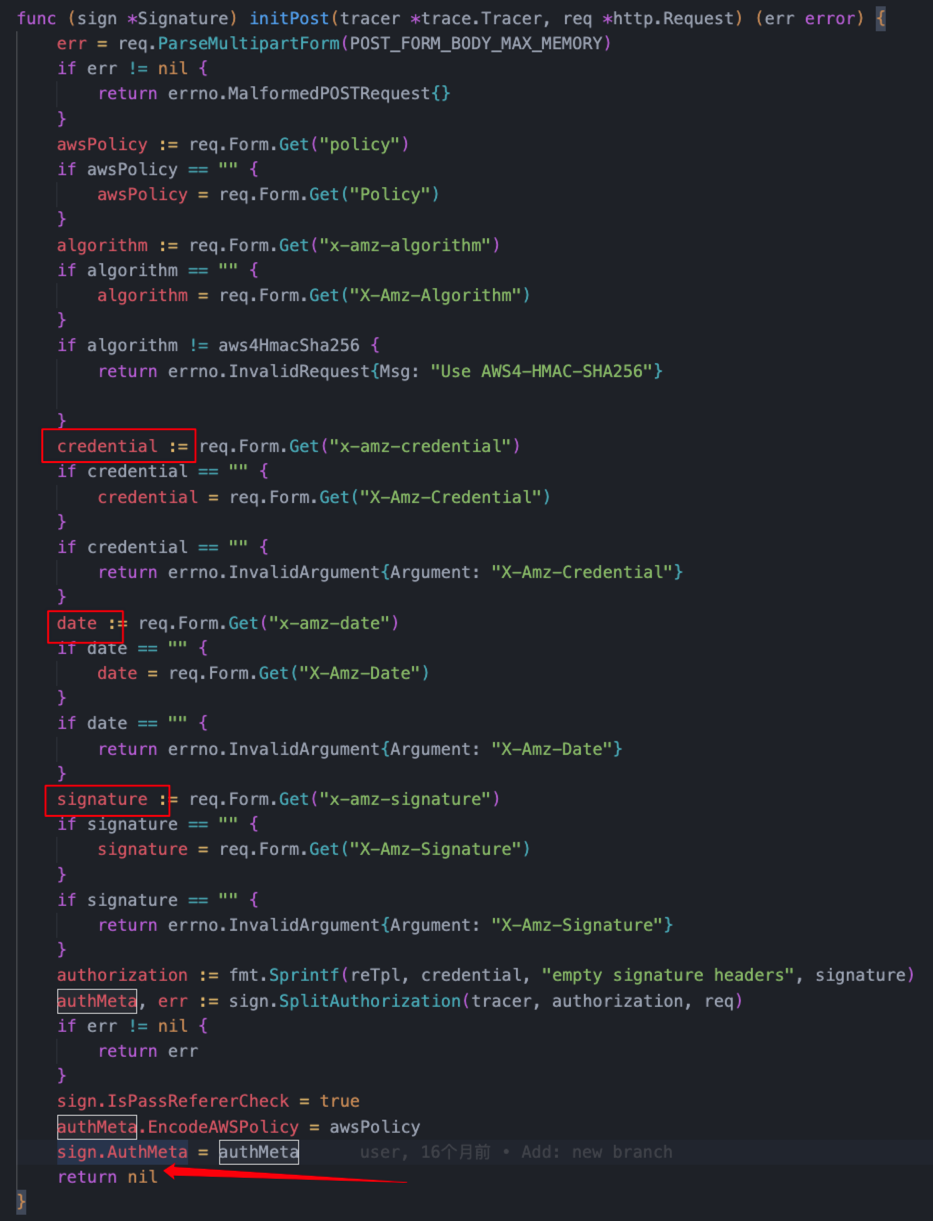 func (sign *Signature) initPost(tracer *trace.Tracer, req *http.Request) (err error) {
    err = req.ParseMultipartForm(POST_FORM_BODY_MAX_MEMORY)
    if err != nil {
        return errno.MalformedPOSTRequest{}
    }
    awsPolicy := req.Form.Get("policy")
    if awsPolicy == "" {
        awsPolicy = req.Form.Get("Policy")
    }
    algorithm := req.Form.Get("x-amz-algorithm")
    if algorithm == "" {
        algorithm = req.Form.Get("X-Amz-Algorithm")
    }
    if algorithm != aws4HmacSha256 {
        return errno.InvalidRequest{Msg: "Use AWS4-HMAC-SHA256"}
    }
    credential := req.Form.Get("x-amz-credential")
    if credential == "" {
        credential = req.Form.Get("X-Amz-Credential")
    }
    if credential == "" {
        return errno.InvalidArgument{Argument: "X-Amz-Credential"}
    }
    date := req.Form.Get("x-amz-date")
    if date == "" {
        date = req.Form.Get("X-Amz-Date")
    }
    if date == "" {
        return errno.InvalidArgument{Argument: "X-Amz-Date"}
    }
    signature := req.Form.Get("x-amz-signature")
    if signature == "" {
        signature = req.Form.Get("X-Amz-Signature")
    }
    if signature == "" {
        return errno.InvalidArgument{Argument: "X-Amz-Signature"}
    }
    authorization := fmt.Sprintf(reTpl, credential, "empty signature headers", signature)
    authMeta, err := sign.SplitAuthorization(tracer, authorization, req)
    if err != nil {
        return err
    }
    sign.IsPassRefererCheck = true
    authMeta.EncodeAWSPolicy = awsPolicy
    sign.AuthMeta = authMeta      user, 16个月前 • Add: new branch
    return nil
}